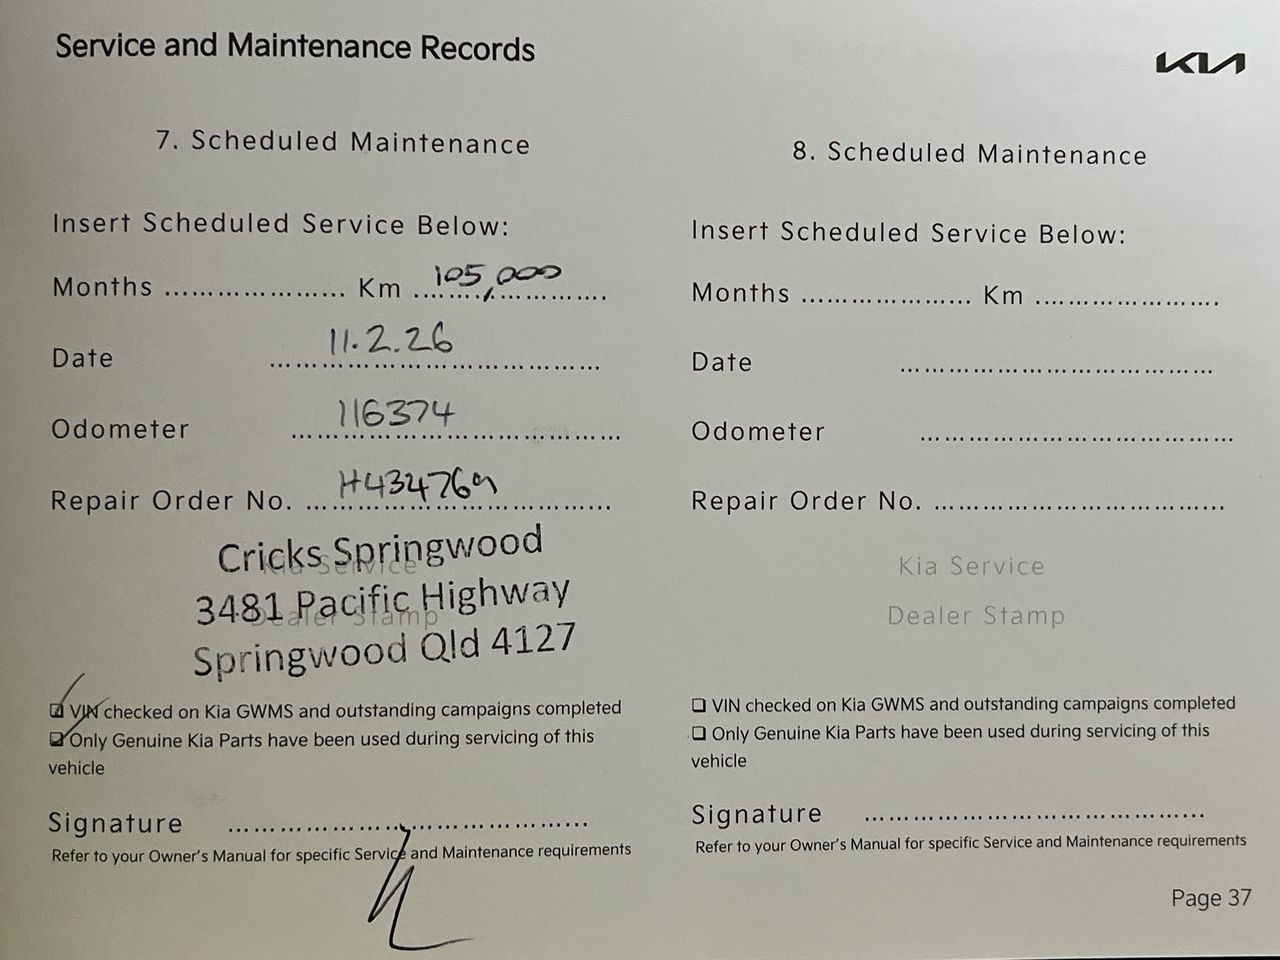 Service and Maintenance Records
KIA
7. Scheduled Maintenance
Insert Scheduled Service Below:
Months ..................... Km 105,000
Date 11.2.26
Odometer 116374
Repair Order No. H434769
Kia Service
Dealer Stamp
Cricks Springwood
3481 Pacific Highway
Springwood Qld 4127
VIN checked on Kia GWMS and outstanding campaigns completed
Only Genuine Kia Parts have been used during servicing of this
vehicle
Signature ..........................................
Refer to your Owner's Manual for specific Service and Maintenance requirements
8. Scheduled Maintenance
Insert Scheduled Service Below:
Months .................... Km .....................
Date .....................................
Odometer .....................................
Repair Order No. ..................................
Kia Service
Dealer Stamp
❑ VIN checked on Kia GWMS and outstanding campaigns completed
❑ Only Genuine Kia Parts have been used during servicing of this
vehicle
Signature .......................................
Refer to your Owner's Manual for specific Service and Maintenance requirements
Page 37